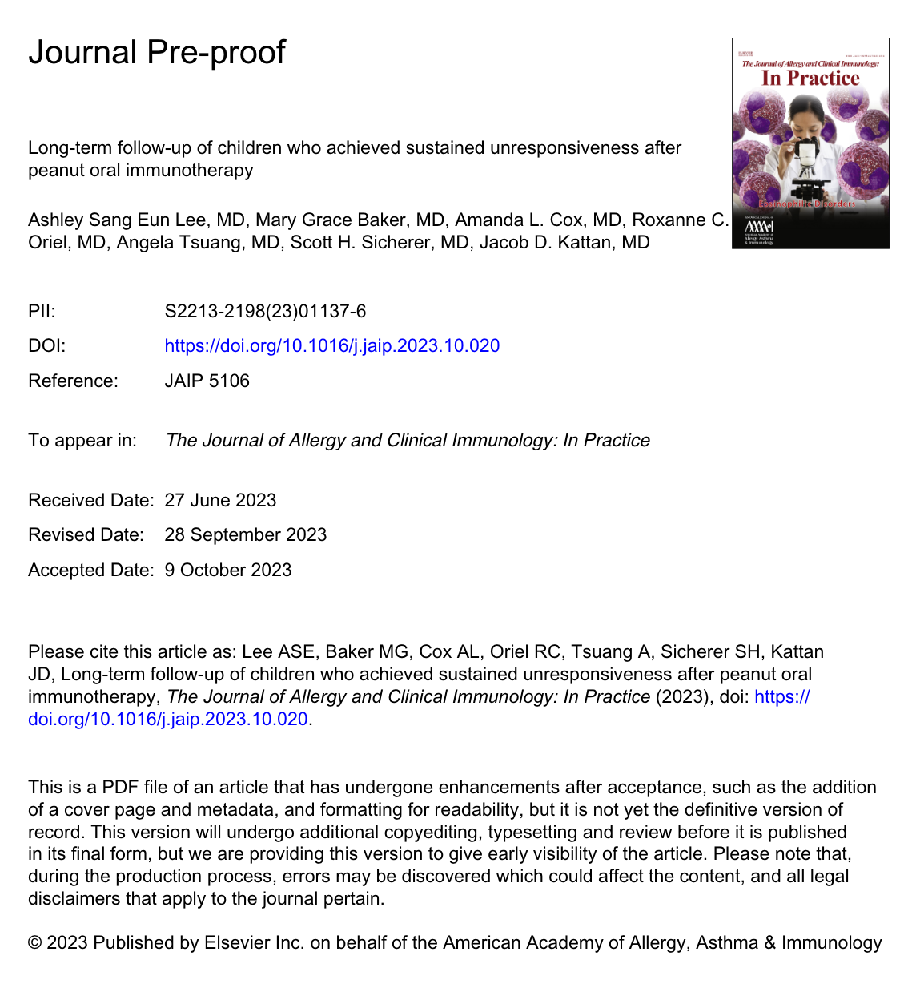 Journal Pre-proof
The Journal of Allergy and Clinical Immunology:
In Practice
Eosinophilic Disorders
An Official Journal of
AAAAI
American Academy of
Allergy Asthma
& Immunology
Long-term follow-up of children who achieved sustained unresponsiveness after
peanut oral immunotherapy
Ashley Sang Eun Lee, MD, Mary Grace Baker, MD, Amanda L. Cox, MD, Roxanne C.
Oriel, MD, Angela Tsuang, MD, Scott H. Sicherer, MD, Jacob D. Kattan, MD
PII: S2213-2198(23)01137-6
DOI: https://doi.org/10.1016/j.jaip.2023.10.020
Reference: JAIP 5106
To appear in: The Journal of Allergy and Clinical Immunology: In Practice
Received Date: 27 June 2023
Revised Date: 28 September 2023
Accepted Date: 9 October 2023
Please cite this article as: Lee ASE, Baker MG, Cox AL, Oriel RC, Tsuang A, Sicherer SH, Kattan
JD, Long-term follow-up of children who achieved sustained unresponsiveness after peanut oral
immunotherapy, The Journal of Allergy and Clinical Immunology: In Practice (2023), doi: https://
doi.org/10.1016/j.jaip.2023.10.020.
This is a PDF file of an article that has undergone enhancements after acceptance, such as the addition
of a cover page and metadata, and formatting for readability, but it is not yet the definitive version of
record. This version will undergo additional copyediting, typesetting and review before it is published
in its final form, but we are providing this version to give early visibility of the article. Please note that,
during the production process, errors may be discovered which could affect the content, and all legal
disclaimers that apply to the journal pertain.
© 2023 Published by Elsevier Inc. on behalf of the American Academy of Allergy, Asthma & Immunology